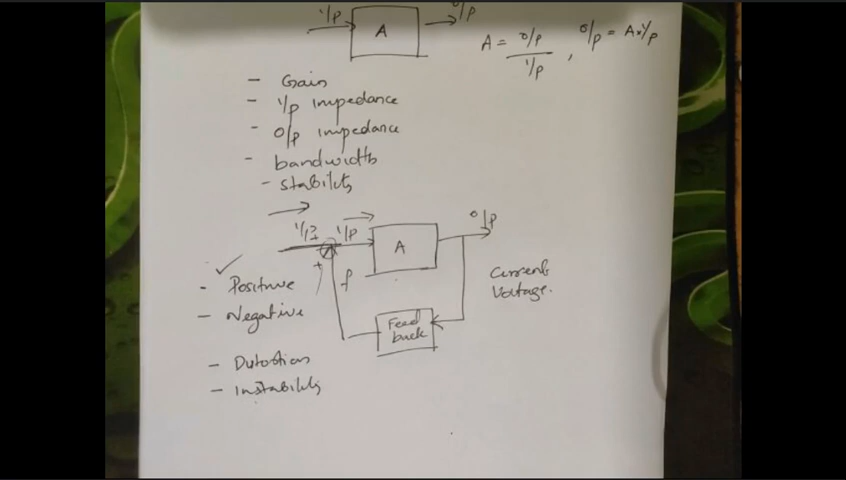 I/p A O/p
A = O/p / I/p , O/p = A × I/p
- Gain
- I/p impedance
- O/p impedance
- bandwidth
- stability
I/p I/p A O/p
+ f
- Positive
- Negative
Current
Voltage.
Feed
back
- Distortion
- Instability